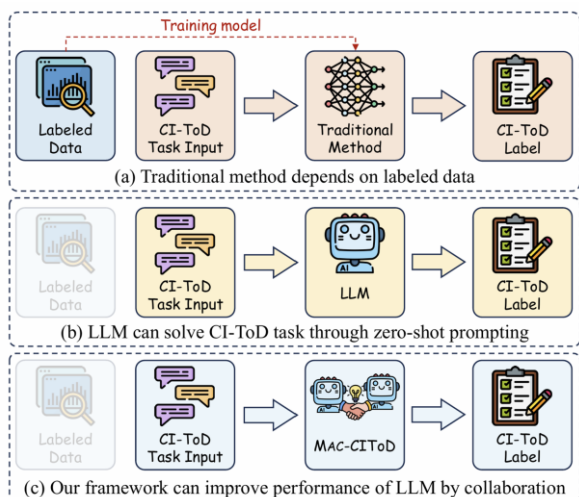 Training model
Labeled
Data
CI-ToD
Task Input
Traditional
Method
CI-ToD
Label
(a) Traditional method depends on labeled data
Labeled
Data
CI-ToD
Task Input
AI
LLM
CI-ToD
Label
(b) LLM can solve CI-ToD task through zero-shot prompting
Labeled
Data
CI-ToD
Task Input
MAC-CIToD
CI-ToD
Label
(c) Our framework can improve performance of LLM by collaboration